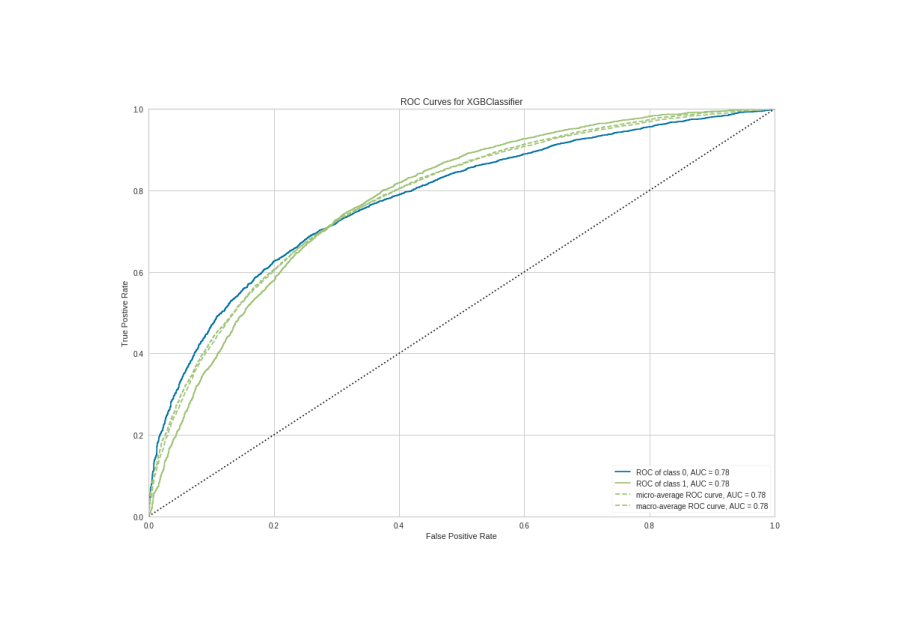 ROC Curves for XGBClassifier
1.0
0.8
0.6
0.4
0.2
0.0
True Postive Rate
0.0 0.2 0.4 0.6 0.8 1.0
False Positive Rate
ROC of class 0, AUC = 0.78
ROC of class 1, AUC = 0.78
micro-average ROC curve, AUC = 0.78
macro-average ROC curve, AUC = 0.78